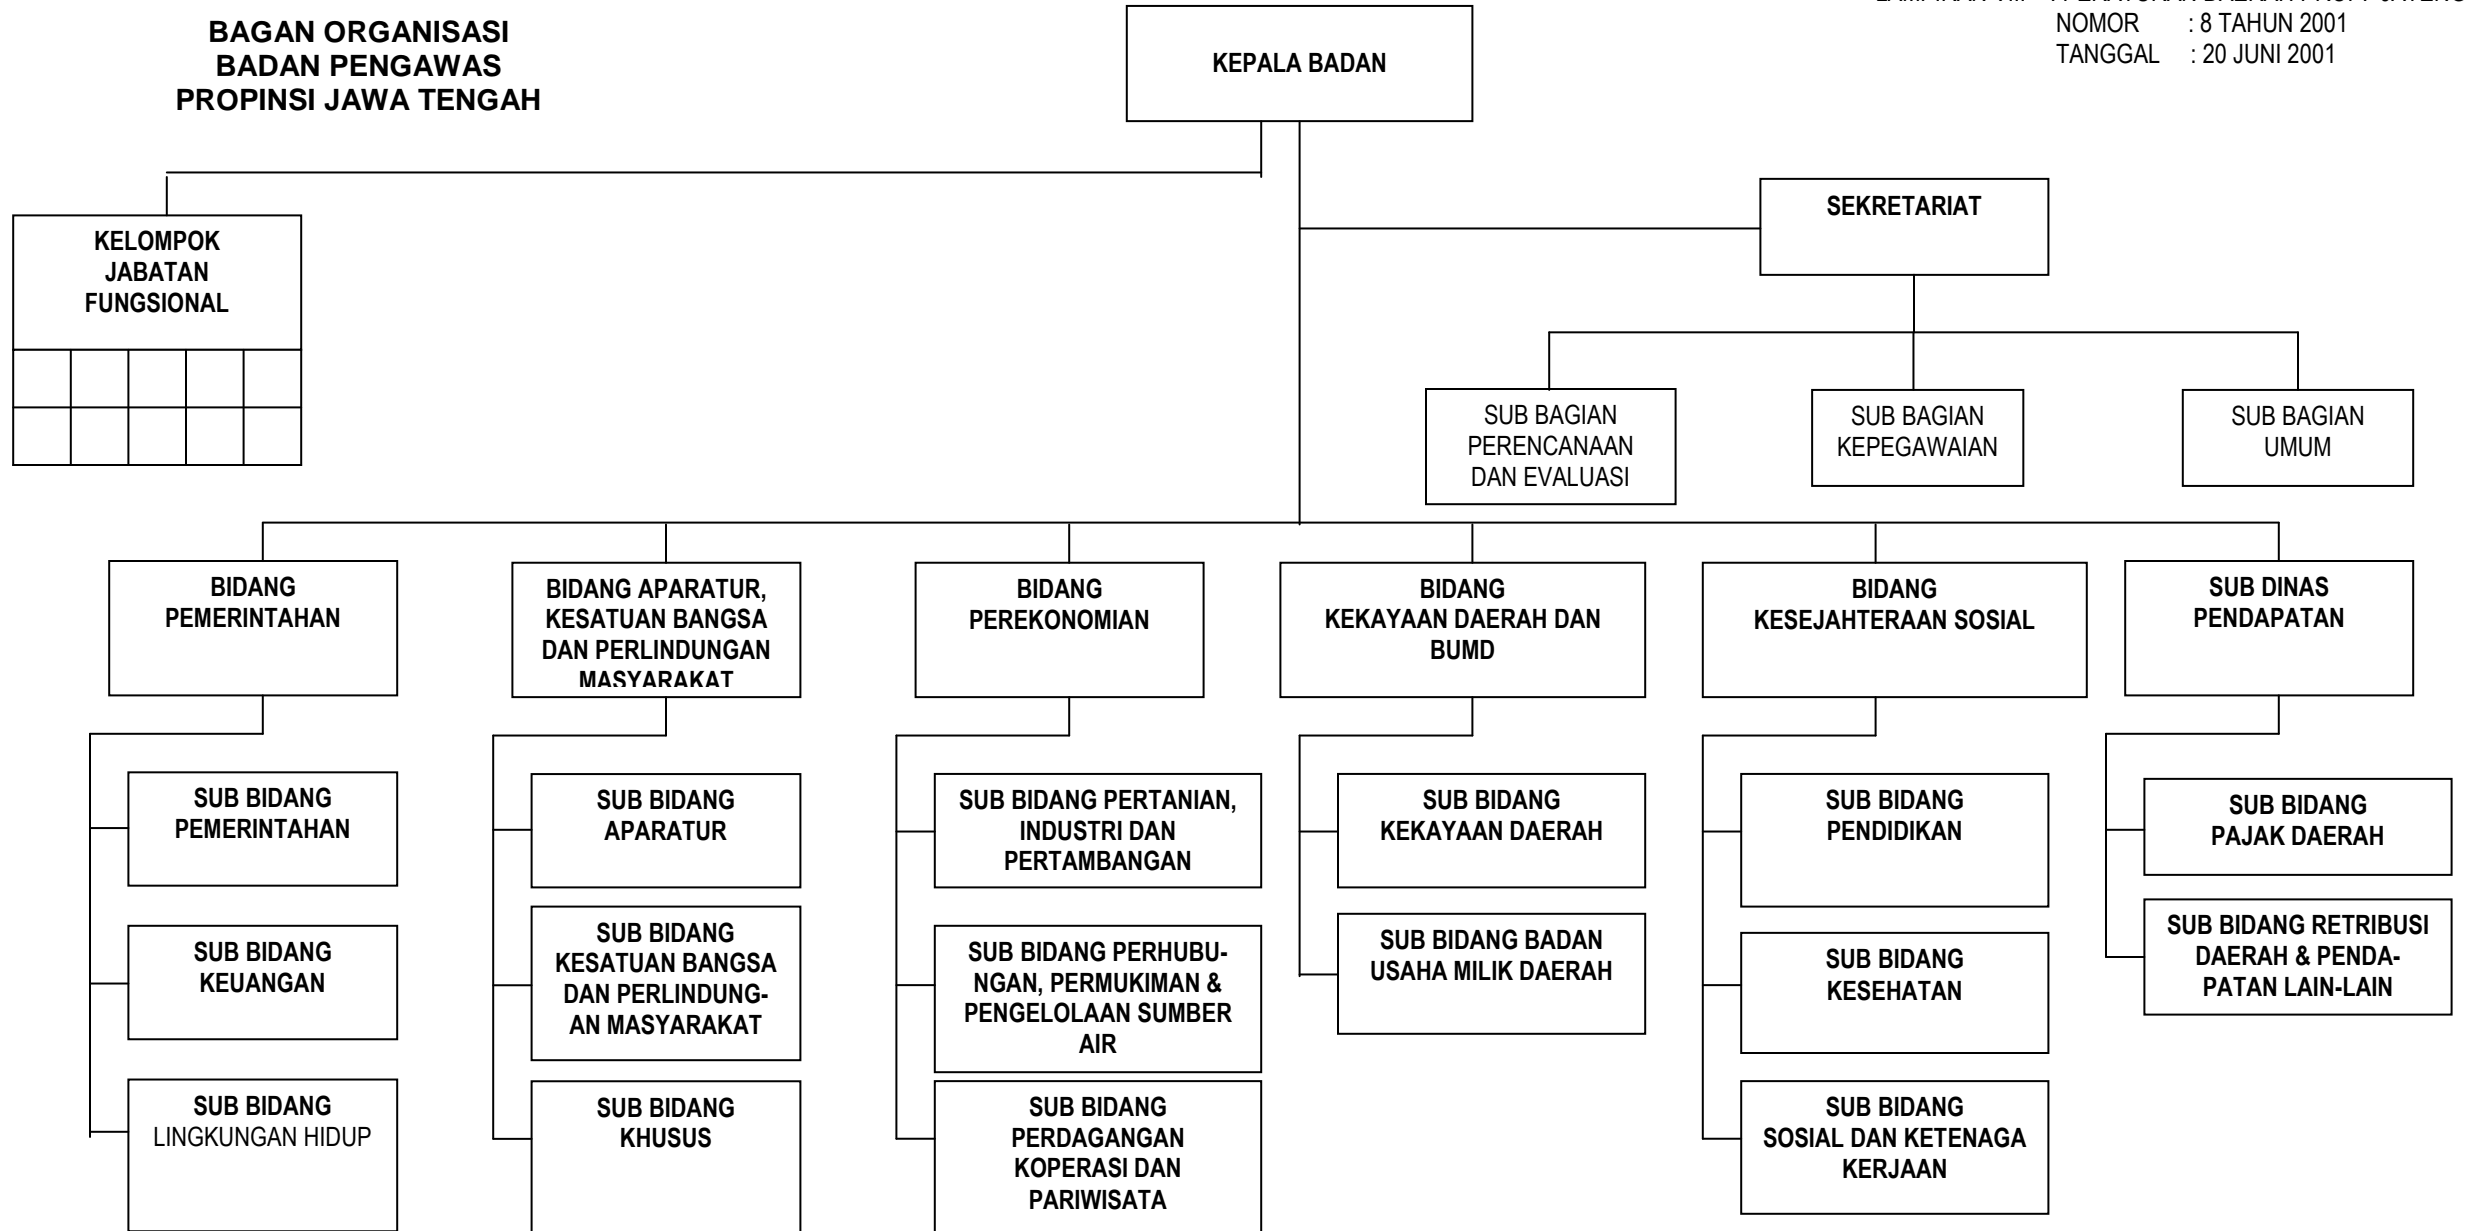 BAGAN ORGANISASI
BADAN PENGAWAS
PROPINSI JAWA TENGAH
KEPALA BADAN
NOMOR : 8 TAHUN 2001
TANGGAL : 20 JUNI 2001
SEKRETARIAT
KELOMPOK
JABATAN
FUNGSIONAL
SUB BAGIAN
PERENCANAAN
DAN EVALUASI
SUB BAGIAN
KEPEGAWAIAN
SUB BAGIAN
UMUM
BIDANG
PEMERINTAHAN
BIDANG APARATUR,
KESATUAN BANGSA
DAN PERLINDUNGAN
MASYARAKAT
BIDANG
PEREKONOMIAN
BIDANG
KEKAYAAN DAERAH DAN
BUMD
BIDANG
KESEJAHTERAAN SOSIAL
SUB DINAS
PENDAPATAN
SUB BIDANG
PEMERINTAHAN
SUB BIDANG
KEUANGAN
SUB BIDANG
LINGKUNGAN HIDUP
SUB BIDANG
APARATUR
SUB BIDANG
KESATUAN BANGSA
DAN PERLINDUNG-
AN MASYARAKAT
SUB BIDANG
KHUSUS
SUB BIDANG PERTANIAN,
INDUSTRI DAN
PERTAMBANGAN
SUB BIDANG PERHUBU-
NGAN, PERMUKIMAN &
PENGELOLAAN SUMBER
AIR
SUB BIDANG
PERDAGANGAN
KOPERASI DAN
PARIWISATA
SUB BIDANG
KEKAYAAN DAERAH
SUB BIDANG BADAN
USAHA MILIK DAERAH
SUB BIDANG
PENDIDIKAN
SUB BIDANG
KESEHATAN
SUB BIDANG
SOSIAL DAN KETENAGA
KERJAAN
SUB BIDANG
PAJAK DAERAH
SUB BIDANG RETRIBUSI
DAERAH & PENDA-
PATAN LAIN-LAIN